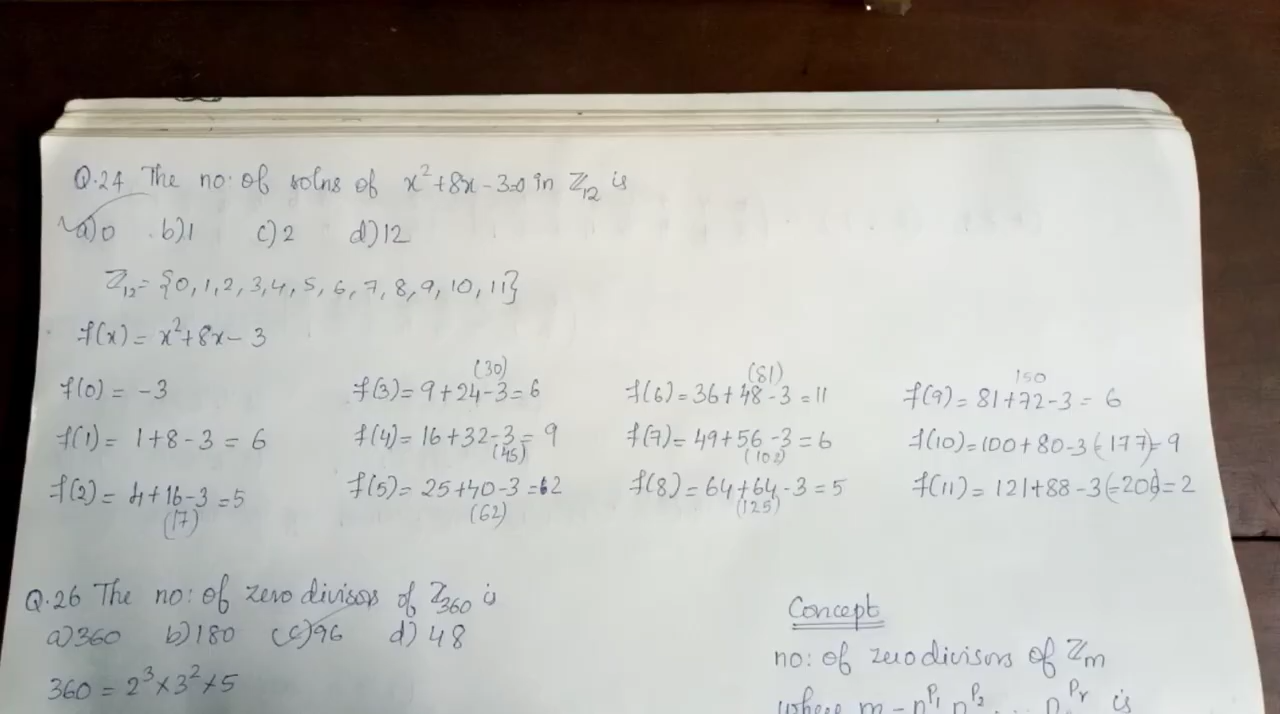 Q.24 The no: of solns of x²+8x-3=0 in Z₁₂ is
a) 0 b) 1 c) 2 d) 12
Z₁₂ = {0, 1, 2, 3, 4, 5, 6, 7, 8, 9, 10, 11}
f(x) = x²+8x-3
f(0) = -3
f(1) = 1+8-3 = 6
f(2) = 4+16-3 = 5
(17)
(30)
f(3) = 9+24-3 = 6
f(4) = 16+32-3 = 9
(45)
f(5) = 25+40-3 = 62
(62)
(81)
f(6) = 36+48-3 = 11
f(7) = 49+56-3 = 6
(102)
f(8) = 64+64-3 = 5
(125)
150
f(9) = 81+72-3 = 6
f(10) = 100+80-3 (=177) = 9
f(11) = 121+88-3 (=206) = 2
Q.26 The no: of zero divisors of Z₃₆₀ is
a) 360 b) 180 c) 96 d) 48
360 = 2³×3²×5
Concept
no: of zero divisors of Zm
where m = is